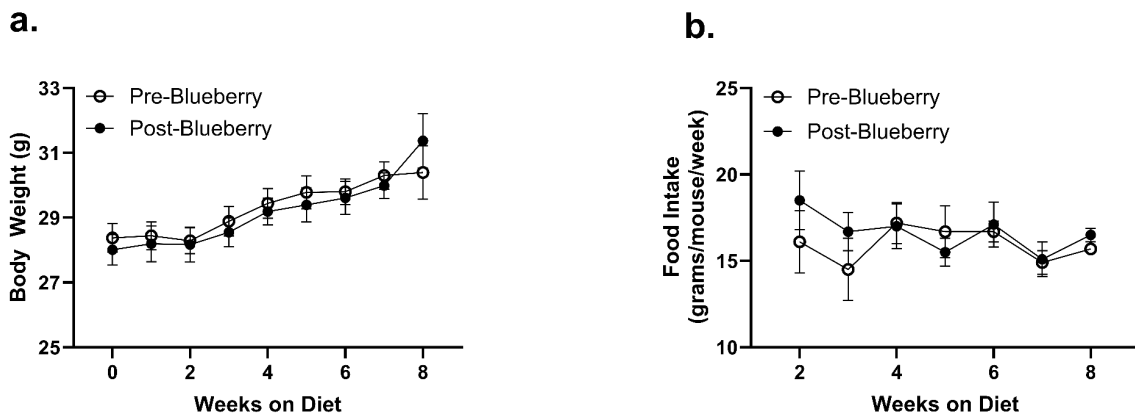 a.
33
31
29
27
25
Body Weight (g)
Pre-Blueberry
Post-Blueberry
0 2 4 6 8
Weeks on Diet
b.
25
20
15
10
Food Intake
(grams/mouse/week)
Pre-Blueberry
Post-Blueberry
2 4 6 8
Weeks on Diet